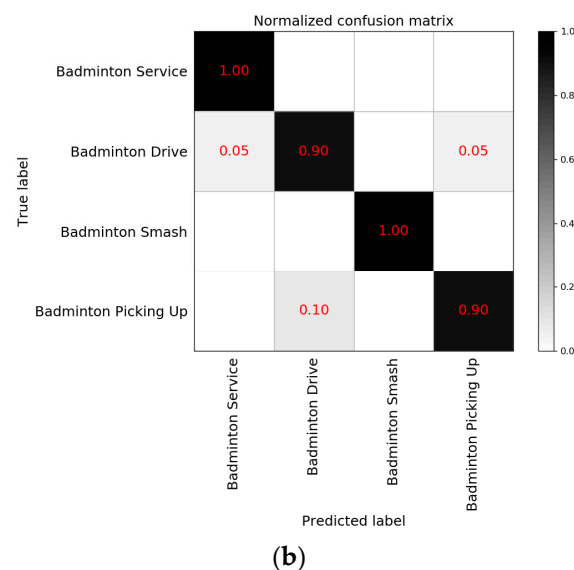 Normalized confusion matrix
1.0
Badminton Service
1.00
0.8
Badminton Drive
0.05 0.90 0.05
0.6
True label
0.4
Badminton Smash
1.00
0.2
Badminton Picking Up
0.10 0.90
0.0
Badminton Service
Badminton Drive
Badminton Smash
Badminton Picking Up
Predicted label
(b)